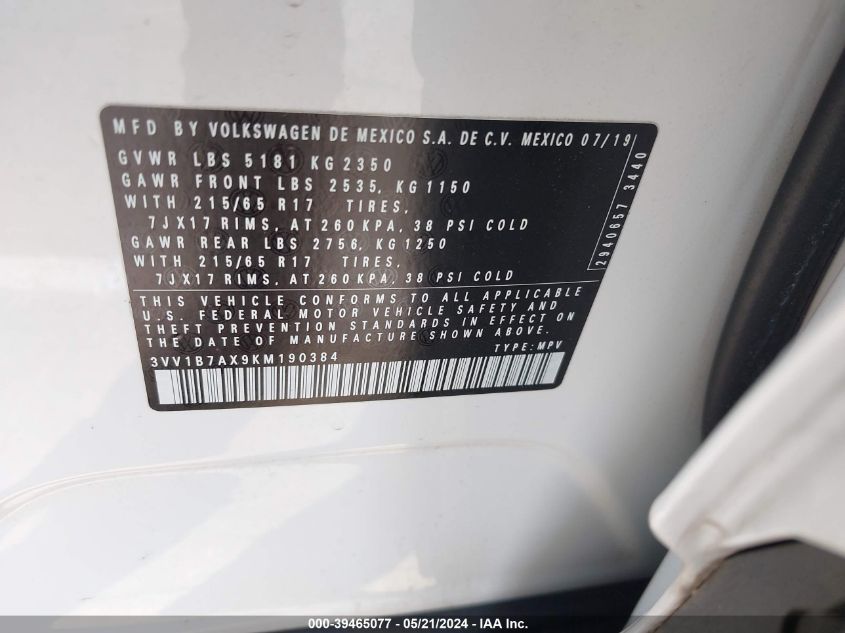 MFD BY VOLKSWAGEN DE MEXICO S.A. DE C.V. MEXICO 07/19
GVWR LBS 5181 KG 2350
GAWR FRONT LBS 2535, KG 1150
WITH 215/65 R17 TIRES,
7JX17 RIMS, AT 260 KPA, 38 PSI COLD
GAWR REAR LBS 2756, KG 1250
WITH 215/65 R17 TIRES,
7JX17 RIMS, AT 260 KPA, 38 PSI COLD
2940657 3440
THIS VEHICLE CONFORMS TO ALL APPLICABLE
U.S. FEDERAL MOTOR VEHICLE SAFETY AND
THEFT PREVENTION STANDARDS IN EFFECT ON
THE DATE OF MANUFACTURE SHOWN ABOVE.
3VV1B7AX9KM190384 TYPE: MPV
000-39465077 - 05/21/2024 - IAA Inc.